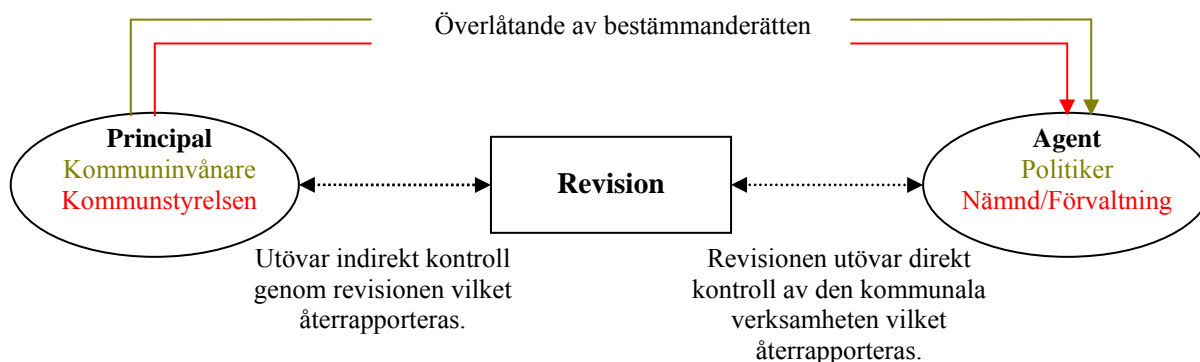 Överlåtande av bestämmanderätten
Principal
Kommuninvånare
Kommunstyrelsen
Revision
Agent
Politiker
Nämnd/Förvaltning
Utövar indirekt kontroll
genom revisionen vilket
återrapporteras.
Revisionen utövar direkt
kontroll av den kommunala
verksamheten vilket
återrapporteras.